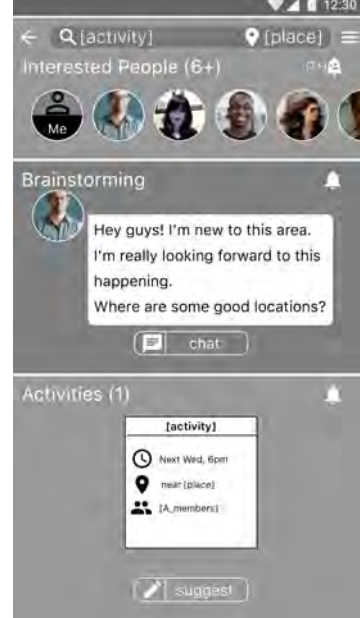 12:30
[activity] [place]
Interested People (6+)
Me
Brainstorming
Hey guys! I'm new to this area.
I'm really looking forward to this
happening.
Where are some good locations?
chat
Activities (1)
[activity]
Next Wed, 6pm
near [place]
[A_members]
suggest